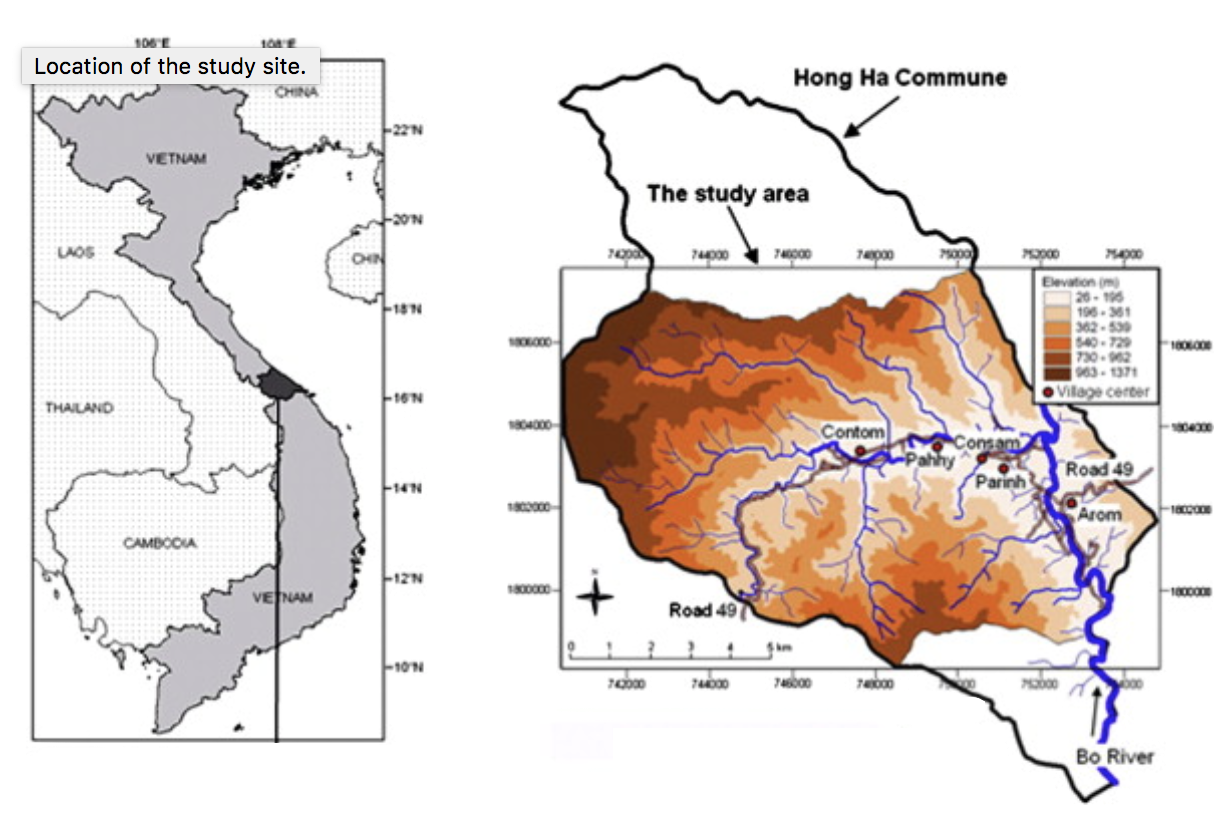 106°E 108°E
Location of the study site.
CHINA
22°N
VIETNAM
20°N
LAOS
CHIN
18°N
16°N
THAILAND
14°N
CAMBODIA
12°N
VIETNAM
10°N
Hong Ha Commune
The study area
742000 744000 746000 748000 750000 752000 754000
Elevation (m)
26 - 195
196 - 361
362 - 539
540 - 729
730 - 962
963 - 1371
Village center
1806000 1806000
1804000 1804000
Contom
Consam
Pahhy
Road 49
Parinh
1802000 1802000
Arom
1800000 1800000
N
Road 49
0 1 2 3 4 5 km
742000 744000 746000 748000 750000 752000 754000
Bo River